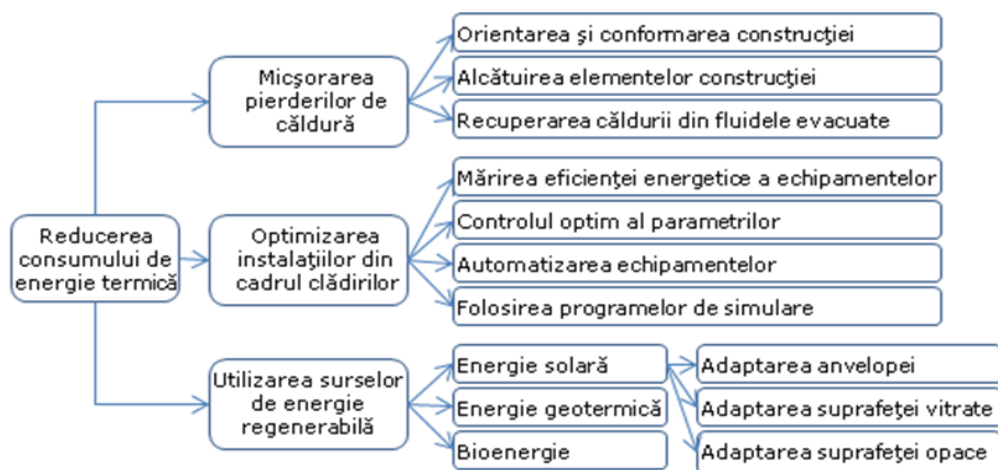 Reducerea
consumului de
energie termică
Micşorarea
pierderilor de
căldură
Orientarea şi conformarea construcţiei
Alcătuirea elementelor construcţiei
Recuperarea căldurii din fluidele evacuate
Optimizarea
instalaţiilor din
cadrul clădirilor
Mărirea eficienţei energetice a echipamentelor
Controlul optim al parametrilor
Automatizarea echipamentelor
Folosirea programelor de simulare
Utilizarea surselor
de energie
regenerabilă
Energie solară
Energie geotermică
Bioenergie
Adaptarea anvelopei
Adaptarea suprafeţei vitrate
Adaptarea suprafeţei opace